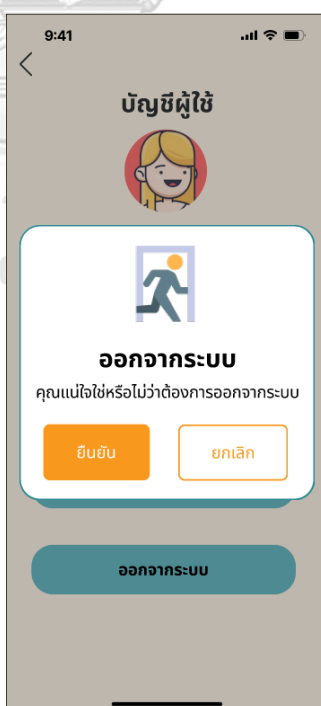 9:41
บัญชีผู้ใช้
ออกจากระบบ
คุณแน่ใจใช่หรือไม่ว่าต้องการออกจากระบบ
ยืนยัน
ยกเลิก
ออกจากระบบ